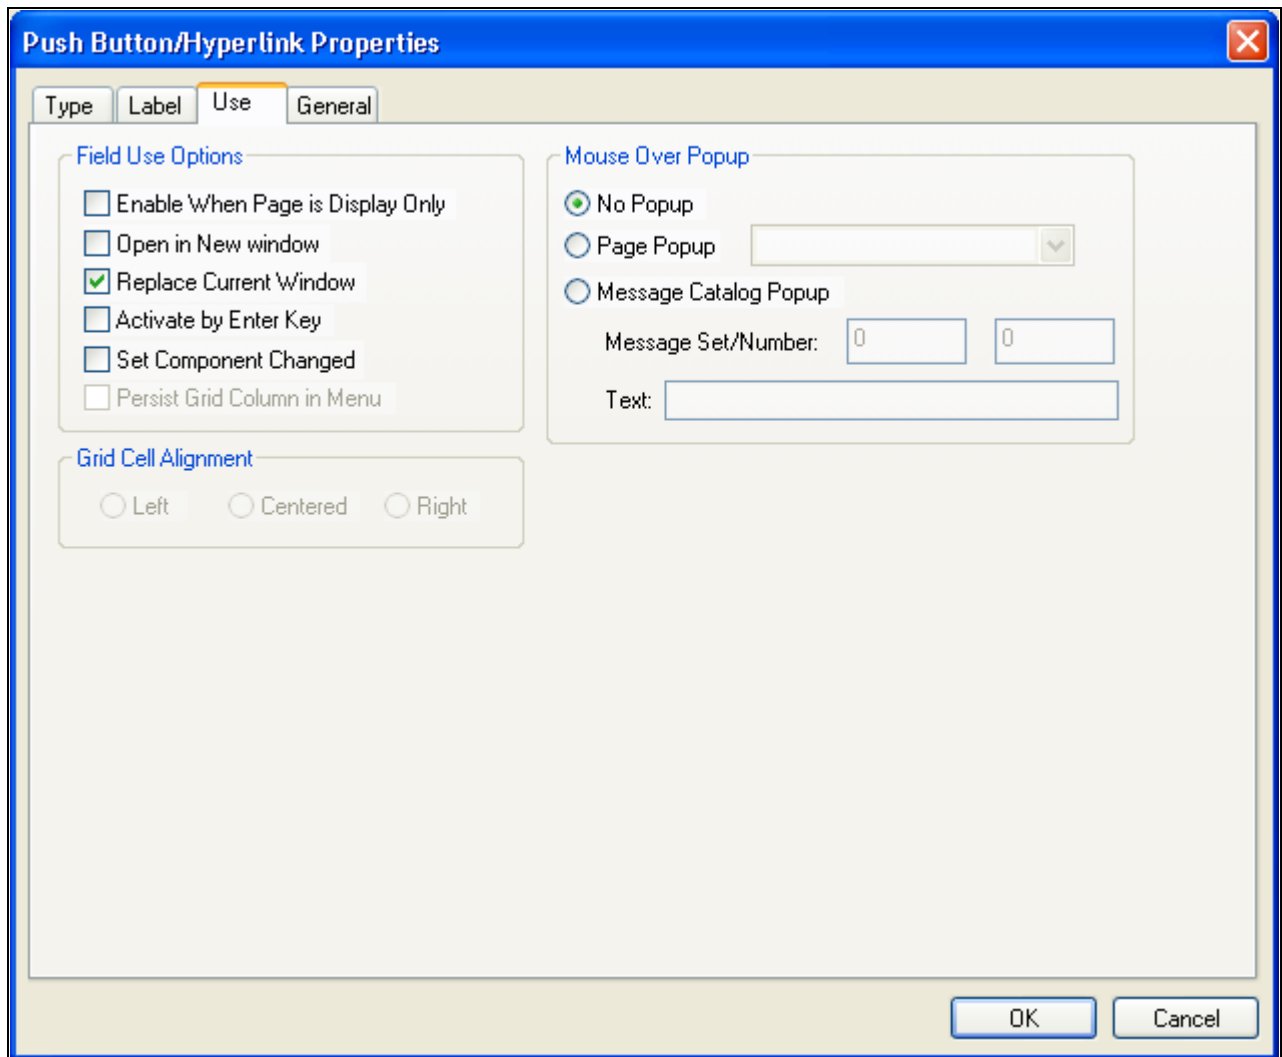 Push Button/Hyperlink Properties
Type Label Use General
Field Use Options
Enable When Page is Display Only
Open in New window
Replace Current Window
Activate by Enter Key
Set Component Changed
Persist Grid Column in Menu
Grid Cell Alignment
Left Centered Right
Mouse Over Popup
No Popup
Page Popup
Message Catalog Popup
Message Set/Number: 0 0
Text:
OK Cancel